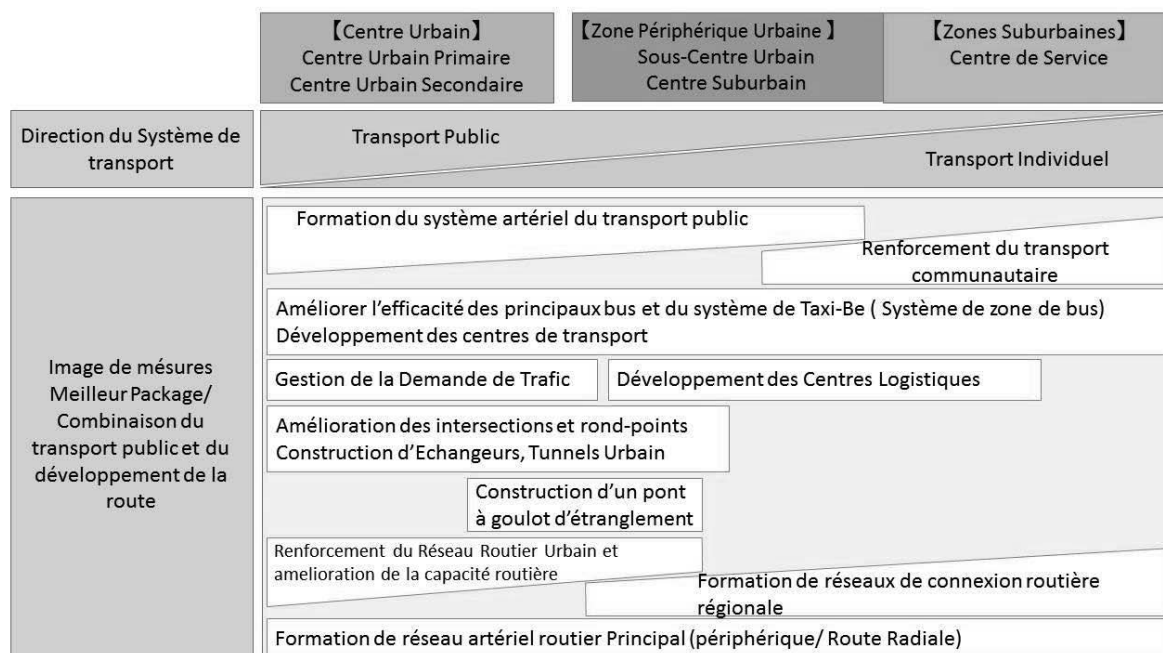 【Centre Urbain】
Centre Urbain Primaire
Centre Urbain Secondaire
【Zone Périphérique Urbaine】
Sous-Centre Urbain
Centre Suburbain
【Zones Suburbaines】
Centre de Service
Direction du Système de
transport
Transport Public
Transport Individuel
Image de mésures
Meilleur Package/
Combinaison du
transport public et du
développement de la
route
Formation du système artériel du transport public
Renforcement du transport
communautaire
Améliorer l’efficacité des principaux bus et du système de Taxi-Be ( Système de zone de bus)
Développement des centres de transport
Gestion de la Demande de Trafic
Développement des Centres Logistiques
Amélioration des intersections et rond-points
Construction d’Echangeurs, Tunnels Urbain
Construction d’un pont
à goulot d’étranglement
Renforcement du Réseau Routier Urbain et
amelioration de la capacité routière
Formation de réseaux de connexion routière
régionale
Formation de réseau artériel routier Principal (périphérique/ Route Radiale)